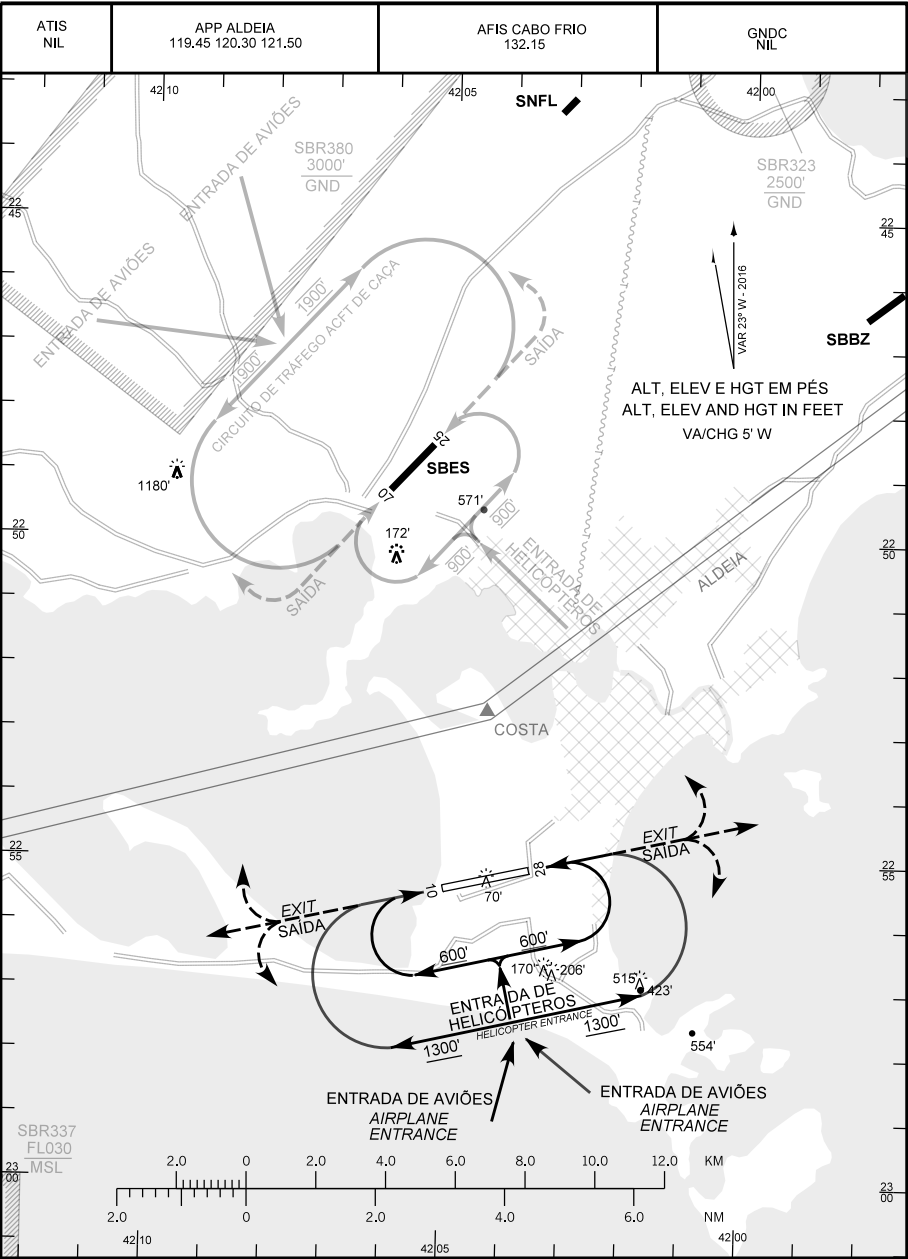 ATIS
NIL
APP ALDEIA
119.45 120.30 121.50
AFIS CABO FRIO
132.15
GNDC
NIL
42 10
42 05
42 00
SNFL
ENTRADA DE AVIÕES
SBR380
3000'
GND
SBR323
2500'
GND
22
45
22
45
ENTRADA DE AVIÕES
1900'
1900'
CIRCUITO DE TRAFEGO ACFT DE CAÇA
SAÍDA
VAR 23° W - 2016
SBBZ
ALT, ELEV E HGT EM PÉS
ALT, ELEV AND HGT IN FEET
VA/CHG 5' W
25
SBES
07
1180'
571'
900'
172'
900'
22
50
22
50
ENTRADA DE
HELICÓPTEROS
ALDEIA
SAÍDA
COSTA
22
55
22
55
EXIT
SAÍDA
28
10
70'
EXIT
SAÍDA
600'
600'
170'
206'
515'
423'
ENTRADA DE
HELICÓPTEROS
HELICOPTER ENTRANCE
1300'
1300'
554'
ENTRADA DE AVIÕES
AIRPLANE
ENTRANCE
ENTRADA DE AVIÕES
AIRPLANE
ENTRANCE
SBR337
FL030
MSL
23
00
23
00
2.0 0 2.0 4.0 6.0 8.0 10.0 12.0 KM
2.0 0 2.0 4.0 6.0 NM
42 10
42 05
42 00